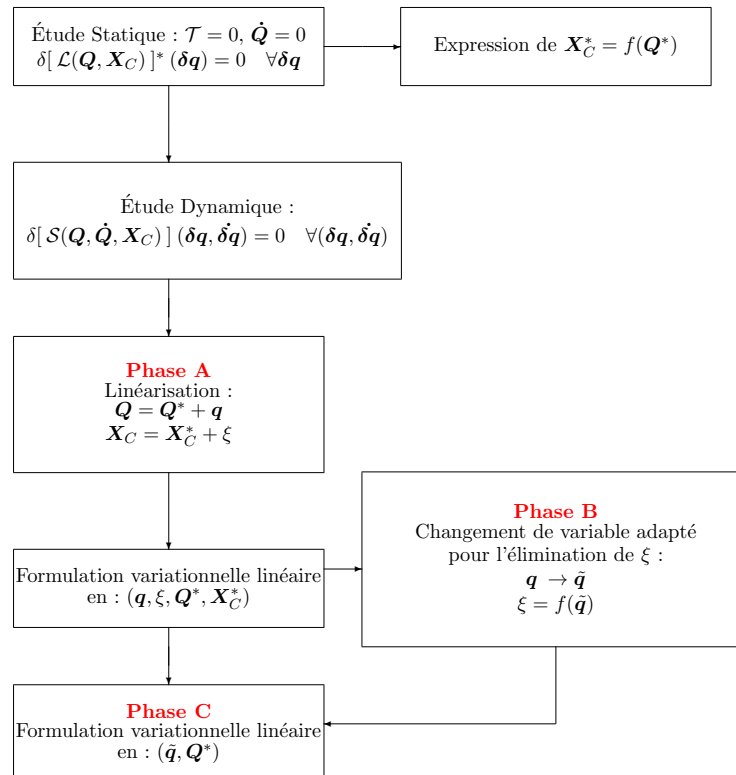 Étude Statique : 𝒯 = 0, Q̇ = 0
δ[ ℒ(Q, X_C) ]* (δq) = 0 ∀δq
Expression de X*_C = f(Q*)
Étude Dynamique :
δ[ 𝒮(Q, Q̇, X_C) ] (δq, δq̇) = 0 ∀(δq, δq̇)
Phase A
Linéarisation :
Q = Q* + q
X_C = X*_C + ξ
Phase B
Changement de variable adapté
pour l'élimination de ξ :
q → q̃
ξ = f(q̃)
Formulation variationnelle linéaire
en : (q, ξ, Q*, X*_C)
Phase C
Formulation variationnelle linéaire
en : (q̃, Q*)